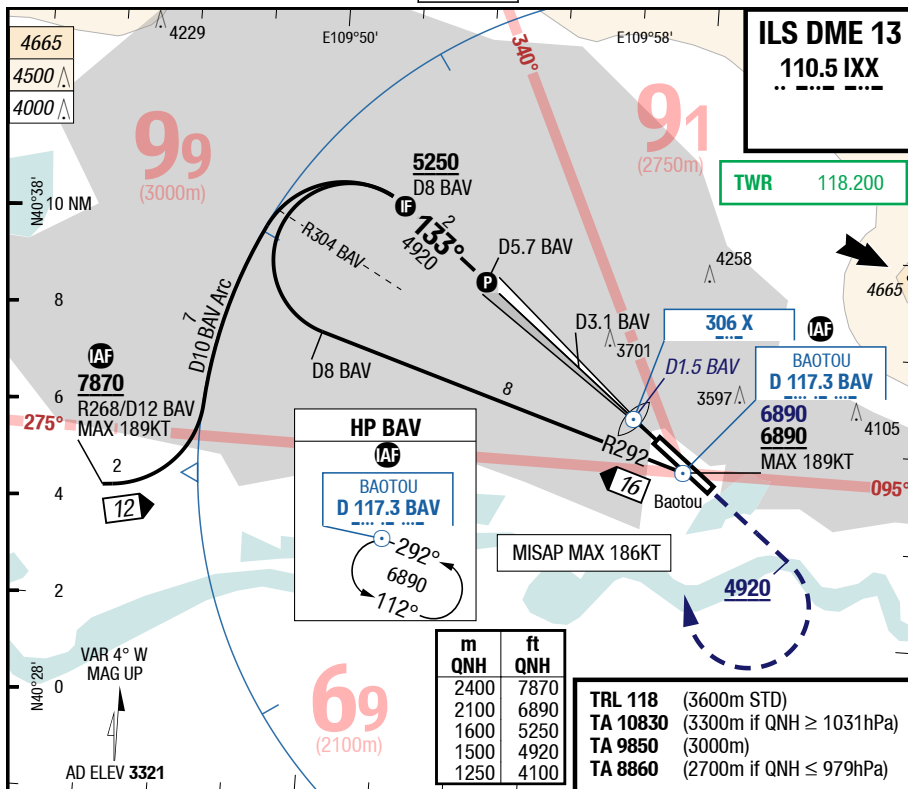 4665
4500
4000
4229
E109°50'
E109°58'
ILS DME 13
110.5 IXX
TWR 118.200
99
(3000m)
91
(2750m)
340°
N40°38'
10 NM
5250
D8 BAV
IF
2
133°
4920
R304 BAV
P
D5.7 BAV
4258
4665
8
7
D10 BAV Arc
D3.1 BAV
3701
306 X
IAF
BAOTOU
D 117.3 BAV
D1.5 BAV
3597
4105
6890
6890
MAX 189KT
IAF
7870
R268/D12 BAV
MAX 189KT
6
275°
D8 BAV
8
R292
16
Baotou
095°
2
12
4
HP BAV
IAF
BAOTOU
D 117.3 BAV
292°
6890
112°
MISAP MAX 186KT
4920
2
N40°28'
0
VAR 4° W
MAG UP
AD ELEV 3321
69
(2100m)
m ft
QNH QNH
2400 7870
2100 6890
1600 5250
1500 4920
1250 4100
TRL 118 (3600m STD)
TA 10830 (3300m if QNH ≥ 1031hPa)
TA 9850 (3000m)
TA 8860 (2700m if QNH ≤ 979hPa)